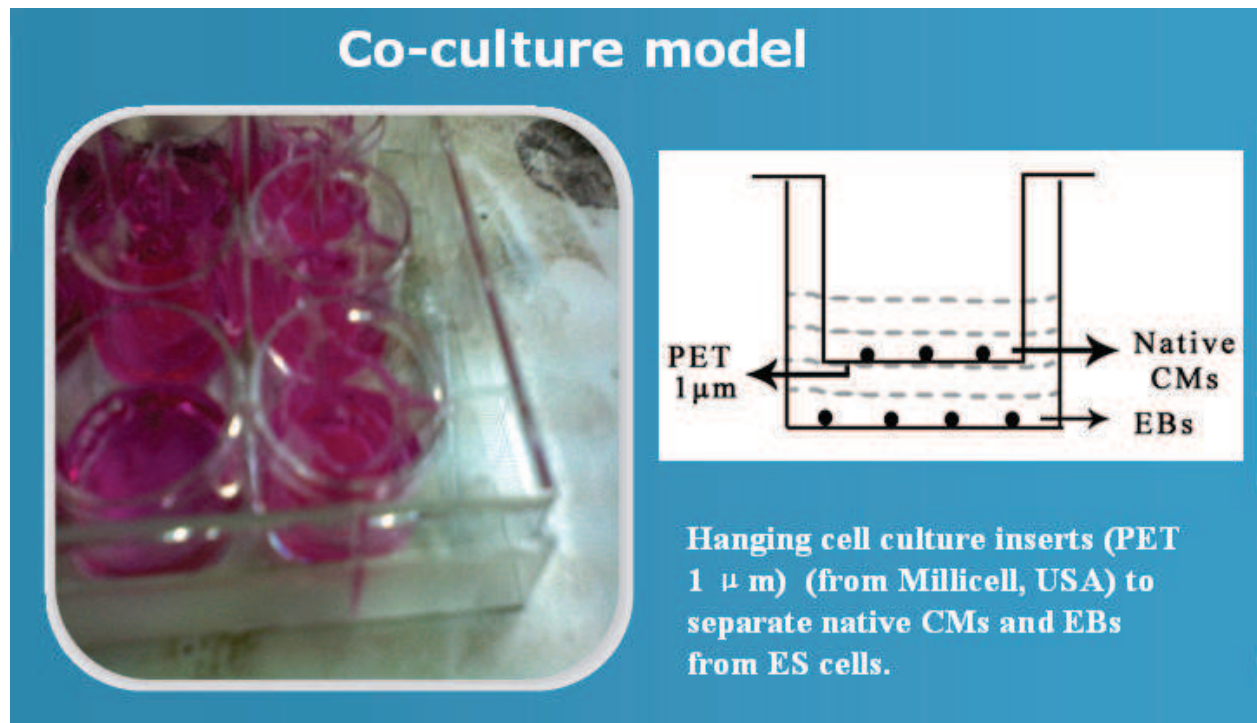 Co-culture model
PET
1μm
Native
CMs
EBs
Hanging cell culture inserts (PET
1 μ m) (from Millicell, USA) to
separate native CMs and EBs
from ES cells.